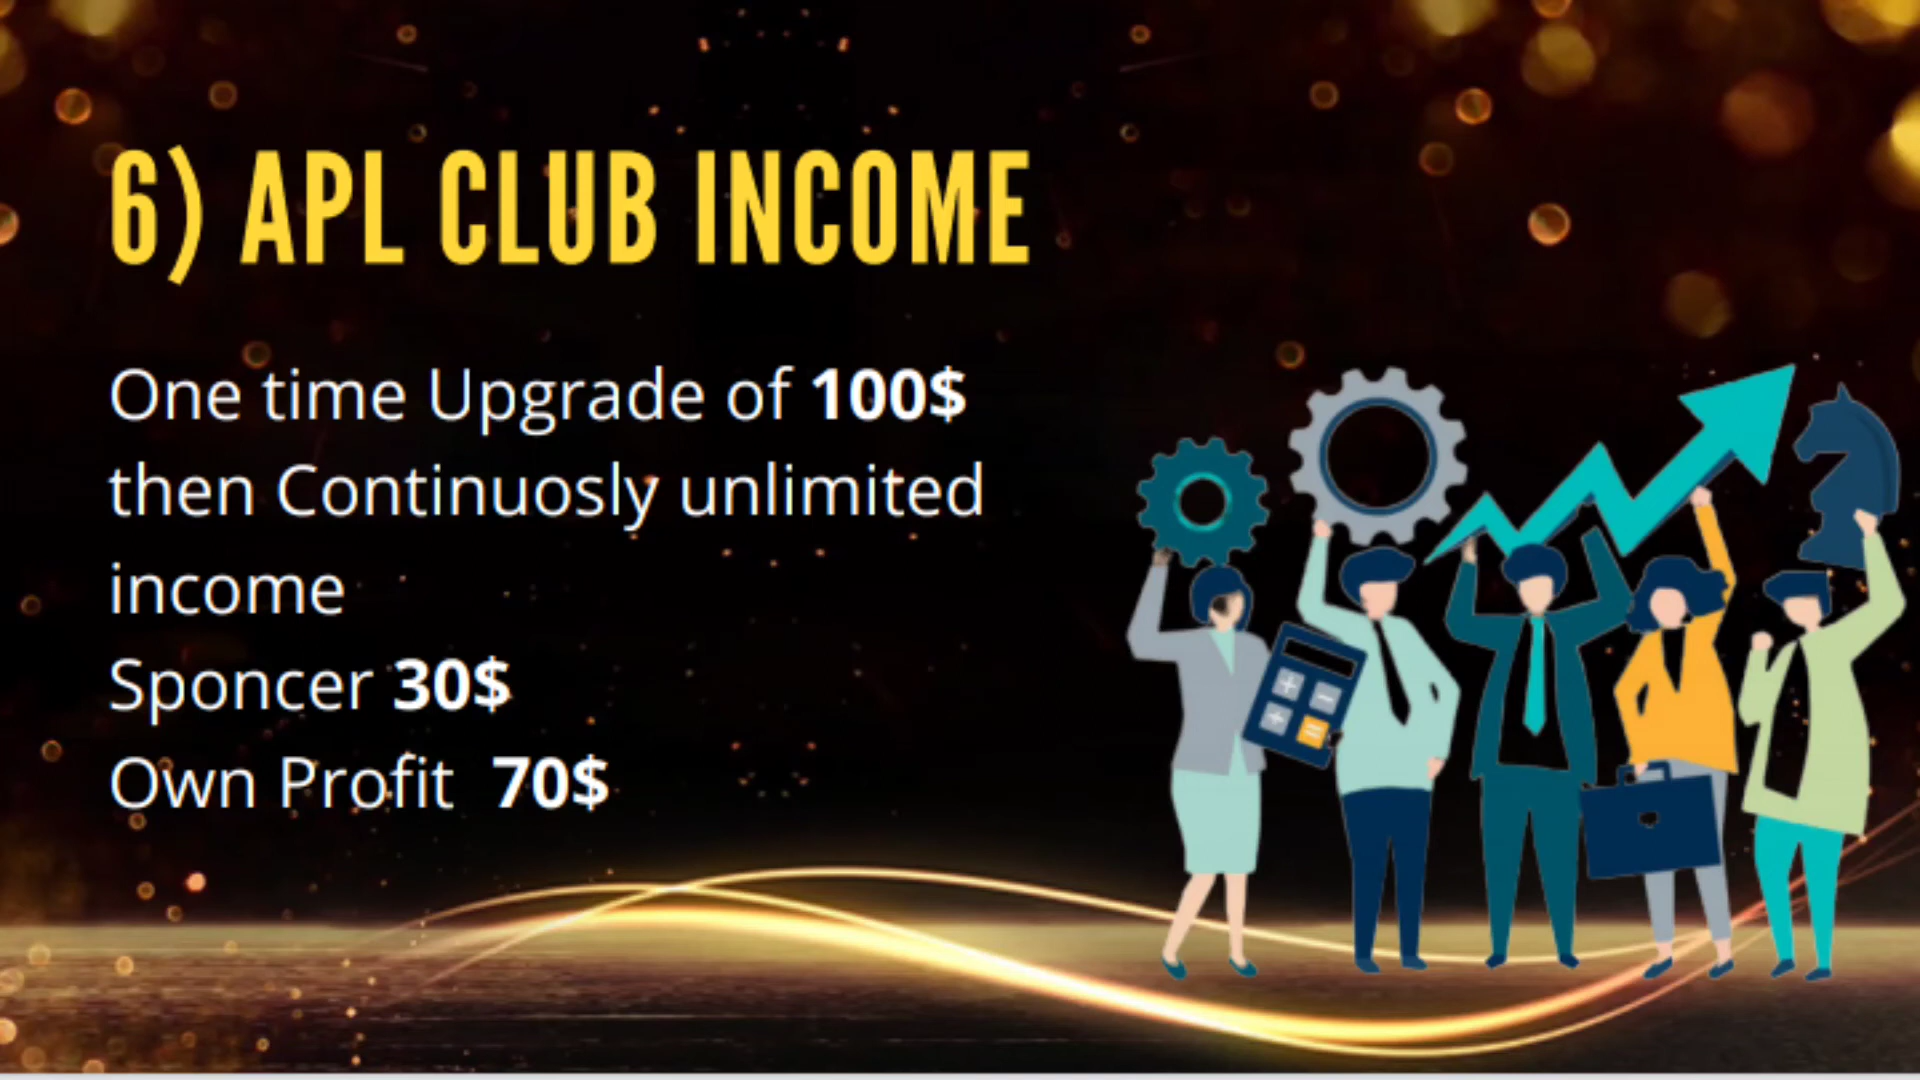 6) APL CLUB INCOME
One time Upgrade of 100$
then Continuosly unlimited
income
Sponcer 30$
Own Profit 70$